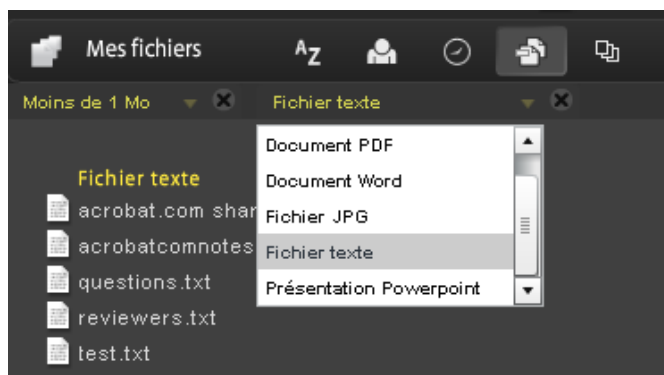 Mes fichiers
AZ
Moins de 1 Mo
Fichier texte
Document PDF
Document Word
Fichier JPG
Fichier texte
Présentation Powerpoint
Fichier texte
acrobat.com shar
acrobatcomnotes
questions.txt
reviewers.txt
test.txt